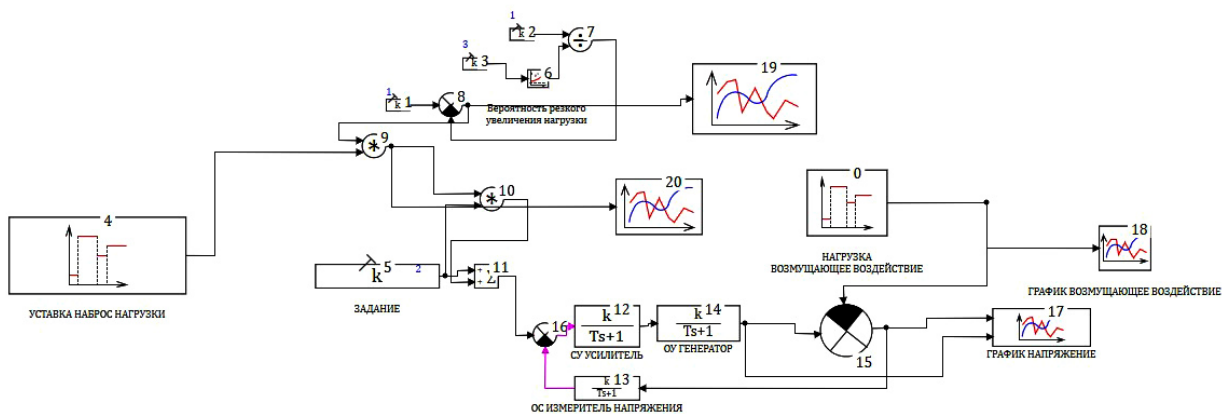 1
k 2
7
3
k 3
6
1
k 1
8
Вероятность резкого
увеличения нагрузки
19
9
10
20
0
4
18
НАГРУЗКА
ВОЗМУЩАЮЩЕЕ ВОЗДЕЙСТВИЕ
k 5 2
+
+ Σ 11
ГРАФИК ВОЗМУЩАЮЩЕЕ ВОЗДЕЙСТВИЕ
УСТАВКА НАБРОС НАГРУЗКИ
ЗАДАНИЕ
16
k 12
Ts+1
k 14
Ts+1
17
СУ УСИЛИТЕЛЬ
ОУ ГЕНЕРАТОР
15
ГРАФИК НАПРЯЖЕНИЕ
k 13
Ts+1
ОС ИЗМЕРИТЕЛЬ НАПРЯЖЕНИЯ